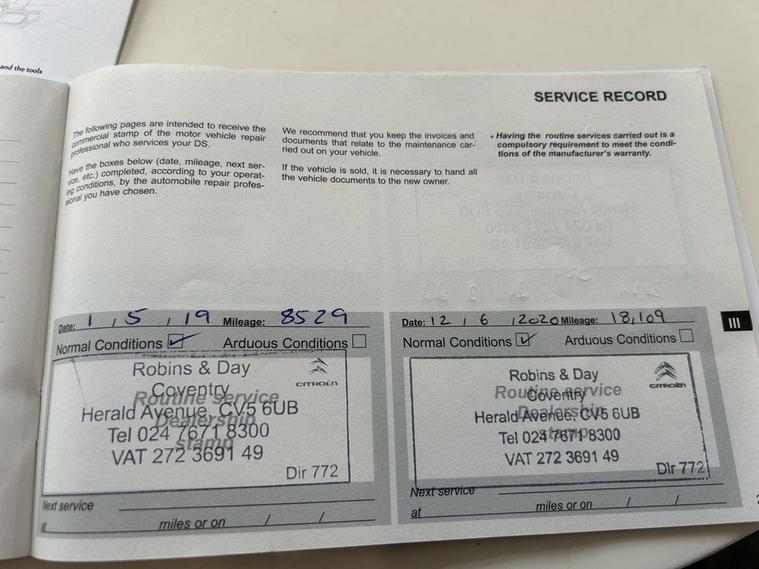 and the tools
SERVICE RECORD
The following pages are intended to receive the
commercial stamp of the motor vehicle repair
professional who services your DS.
Have the boxes below (date, mileage, next ser-
vice, etc.) completed, according to your operat-
ing conditions, by the automobile repair profes-
sional you have chosen.
We recommend that you keep the invoices and
documents that relate to the maintenance car-
ried out on your vehicle.
If the vehicle is sold, it is necessary to hand all
the vehicle documents to the new owner.
• Having the routine services carried out is a
compulsory requirement to meet the condi-
tions of the manufacturer's warranty.
Date: 1 / 5 / 19 Mileage: 8529
Normal Conditions Arduous Conditions
Robins & Day
CITROËN
Coventry
Routine service
Herald Avenue, CV5 6UB
Dealership
Tel 024 7671 8300
stamp
VAT 272 3691 49
Dir 772
Next service
at miles or on / /
Date: 12 / 6 / 2020 Mileage: 18,109
Normal Conditions Arduous Conditions
Robins & Day
CITROËN
Routine service
Coventry
Dealership
Herald Avenue, CV5 6UB
stamp
Tel 024 7671 8300
VAT 272 3691 49
Dir 772
Next service
at miles or on / /
III